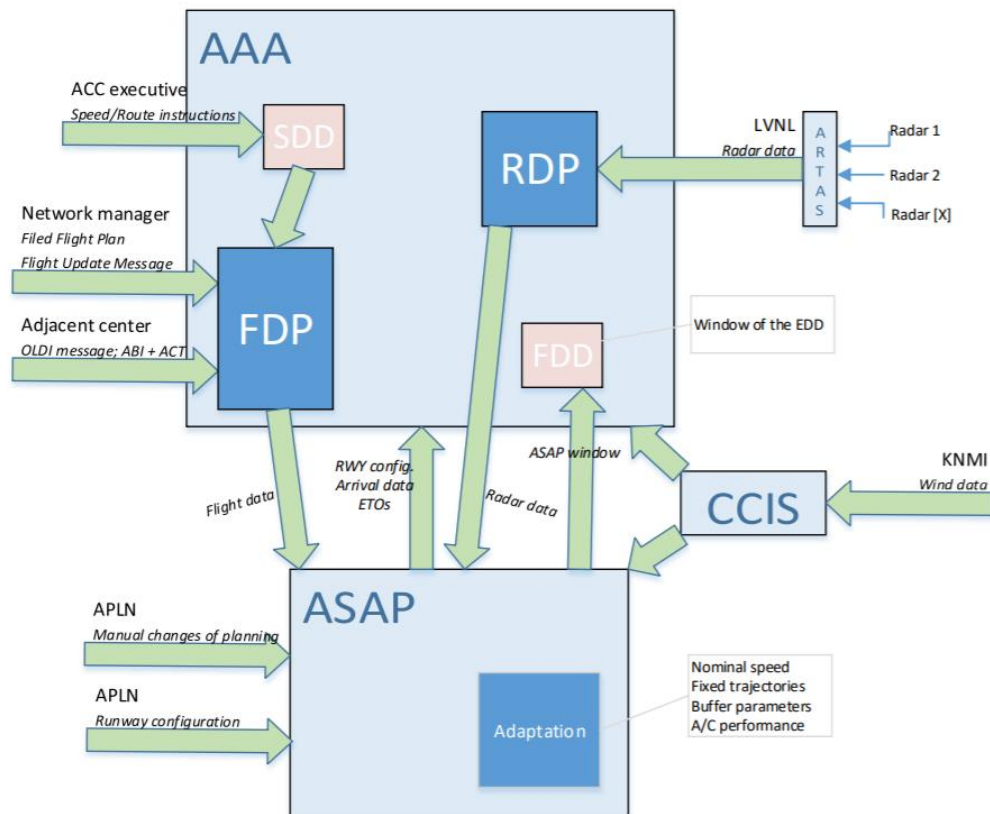 AAA
ACC executive
Speed/Route instructions
SDD
RDP
LVNL
Radar data
A
R
T
A
S
Radar 1
Radar 2
Radar [X]
Network manager
Filed Flight Plan
Flight Update Message
FDP
Adjacent center
OLDI message; ABI + ACT
FDD
Window of the EDD
Flight data
RWY config.
Arrival data
ETOs
Radar data
ASAP window
CCIS
KNMI
Wind data
ASAP
APLN
Manual changes of planning
APLN
Runway configuration
Adaptation
Nominal speed
Fixed trajectories
Buffer parameters
A/C performance